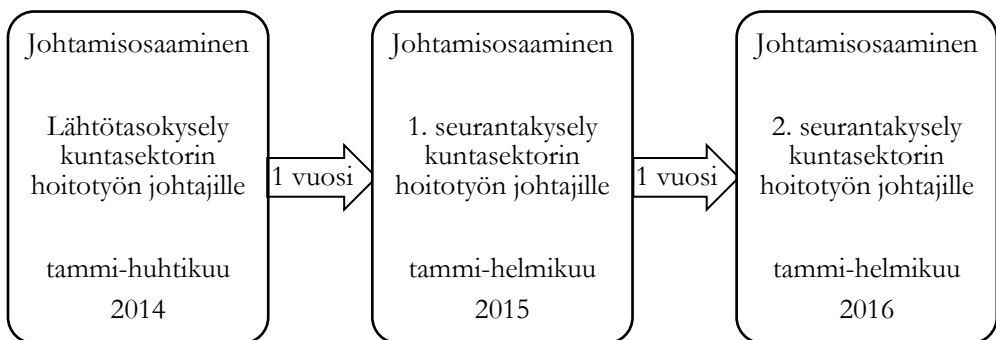 Johtamisosaaminen
Lähtötasokysely
kuntasektorin
hoitotyön johtajille
tammi-huhtikuu
2014
1 vuosi
Johtamisosaaminen
1. seurantakysely
kuntasektorin
hoitotyön johtajille
tammi-helmikuu
2015
1 vuosi
Johtamisosaaminen
2. seurantakysely
kuntasektorin
hoitotyön johtajille
tammi-helmikuu
2016